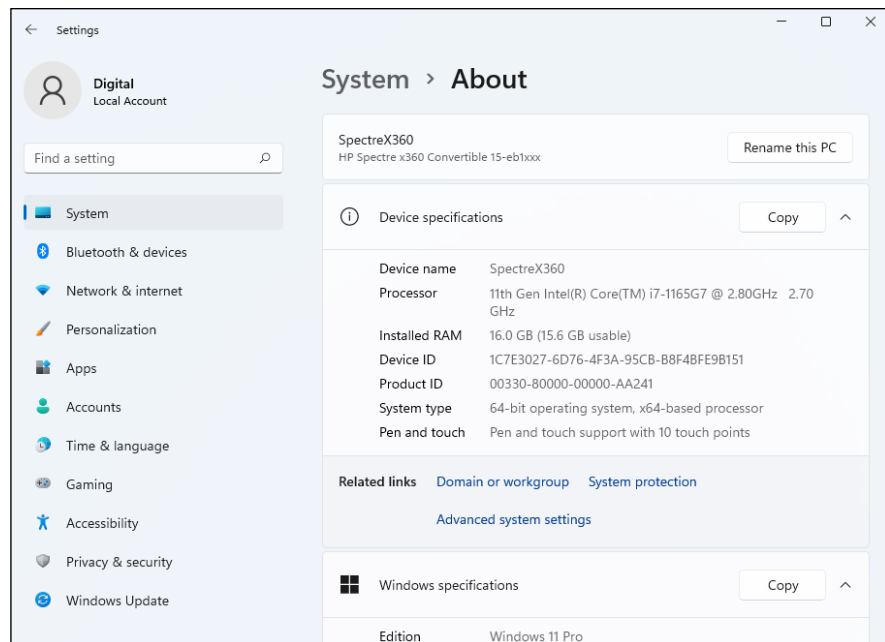 Settings
Digital
Local Account
Find a setting
System
Bluetooth & devices
Network & internet
Personalization
Apps
Accounts
Time & language
Gaming
Accessibility
Privacy & security
Windows Update
System > About
SpectreX360
HP Spectre x360 Convertible 15-eb1xxx
Rename this PC
Device specifications
Copy
Device name SpectreX360
Processor 11th Gen Intel(R) Core(TM) i7-1165G7 @ 2.80GHz 2.70
GHz
Installed RAM 16.0 GB (15.6 GB usable)
Device ID 1C7E3027-6D76-4F3A-95CB-B8F4BFE9B151
Product ID 00330-80000-00000-AA241
System type 64-bit operating system, x64-based processor
Pen and touch Pen and touch support with 10 touch points
Related links Domain or workgroup System protection
Advanced system settings
Windows specifications
Copy
Edition Windows 11 Pro